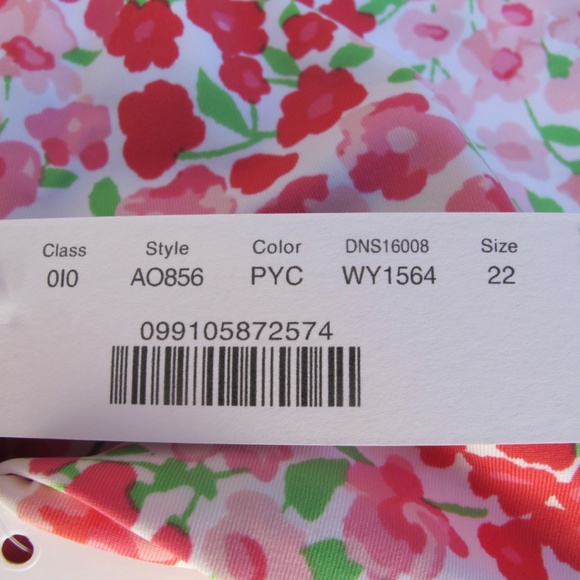 Class Style Color DNS16008 Size
0I0 AO856 PYC WY1564 22
099105872574